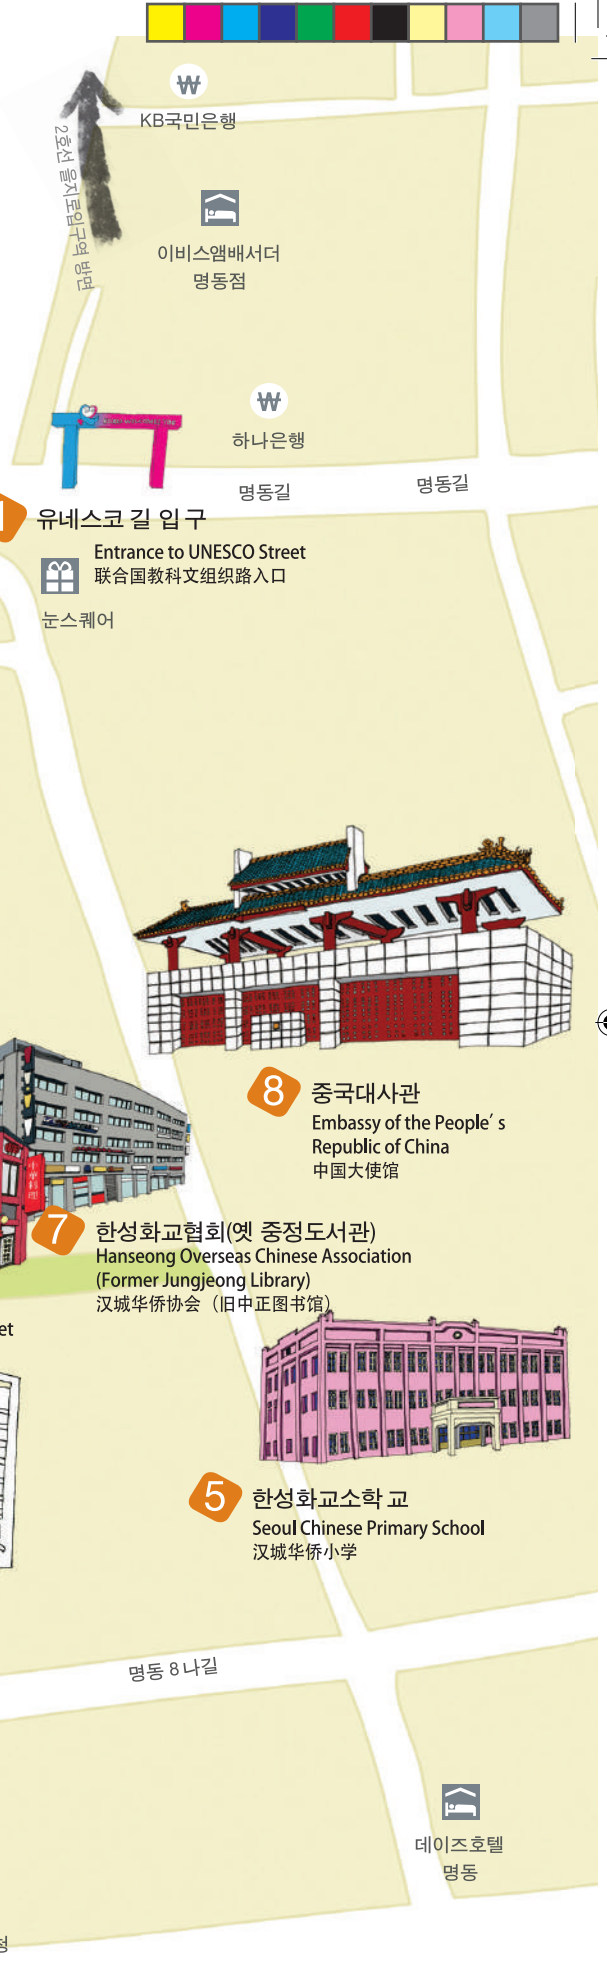 KB국민은행
2호선 을지로입구역 방면
이비스앰배서더
명동점
하나은행
명동길
명동길
1
유네스코 길 입구
Entrance to UNESCO Street
联合国教科文组织路入口
눈스퀘어
8
중국대사관
Embassy of the People's
Republic of China
中国大使馆
7
한성화교협회(옛 중정도서관)
Hanseong Overseas Chinese Association
(Former Jungjeong Library)
汉城华侨协会（旧中正图书馆）
et
5
한성화교소학교
Seoul Chinese Primary School
汉城华侨小学
명동 8나길
데이즈호텔
명동
청